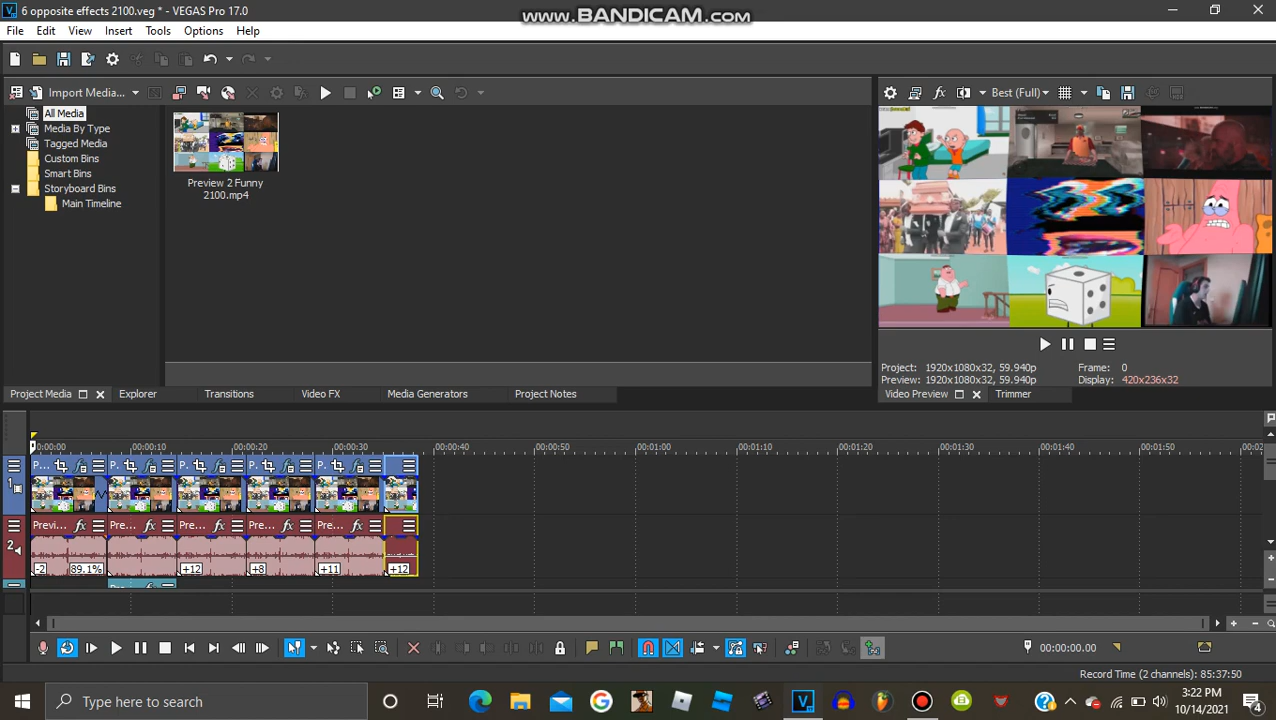 6 opposite effects 2100.veg * - VEGAS Pro 17.0
www.BANDICAM.com
File Edit View Insert Tools Options Help
Import Media...
Best (Full)
All Media
Media By Type
Tagged Media
Custom Bins
Smart Bins
Storyboard Bins
Main Timeline
Preview 2 Funny
2100.mp4
Project: 1920x1080x32, 59.940p
Frame: 0
Preview: 1920x1080x32, 59.940p
Display: 420x236x32
Project Media Explorer Transitions Video FX Media Generators Project Notes
Video Preview Trimmer
0:00:00 00:00:10 00:00:20 00:00:30 00:00:40 00:00:50 00:01:00 00:01:10 00:01:20 00:01:30 00:01:40 00:01:50
1 P... P. P. P. P.
2 Previ... Pre... Pre... Pre... Pre...
-2 89.1% +12 +8 +11 +12
00:00:00.00
Record Time (2 channels): 85:37:50
Type here to search
3:22 PM
10/14/2021
4